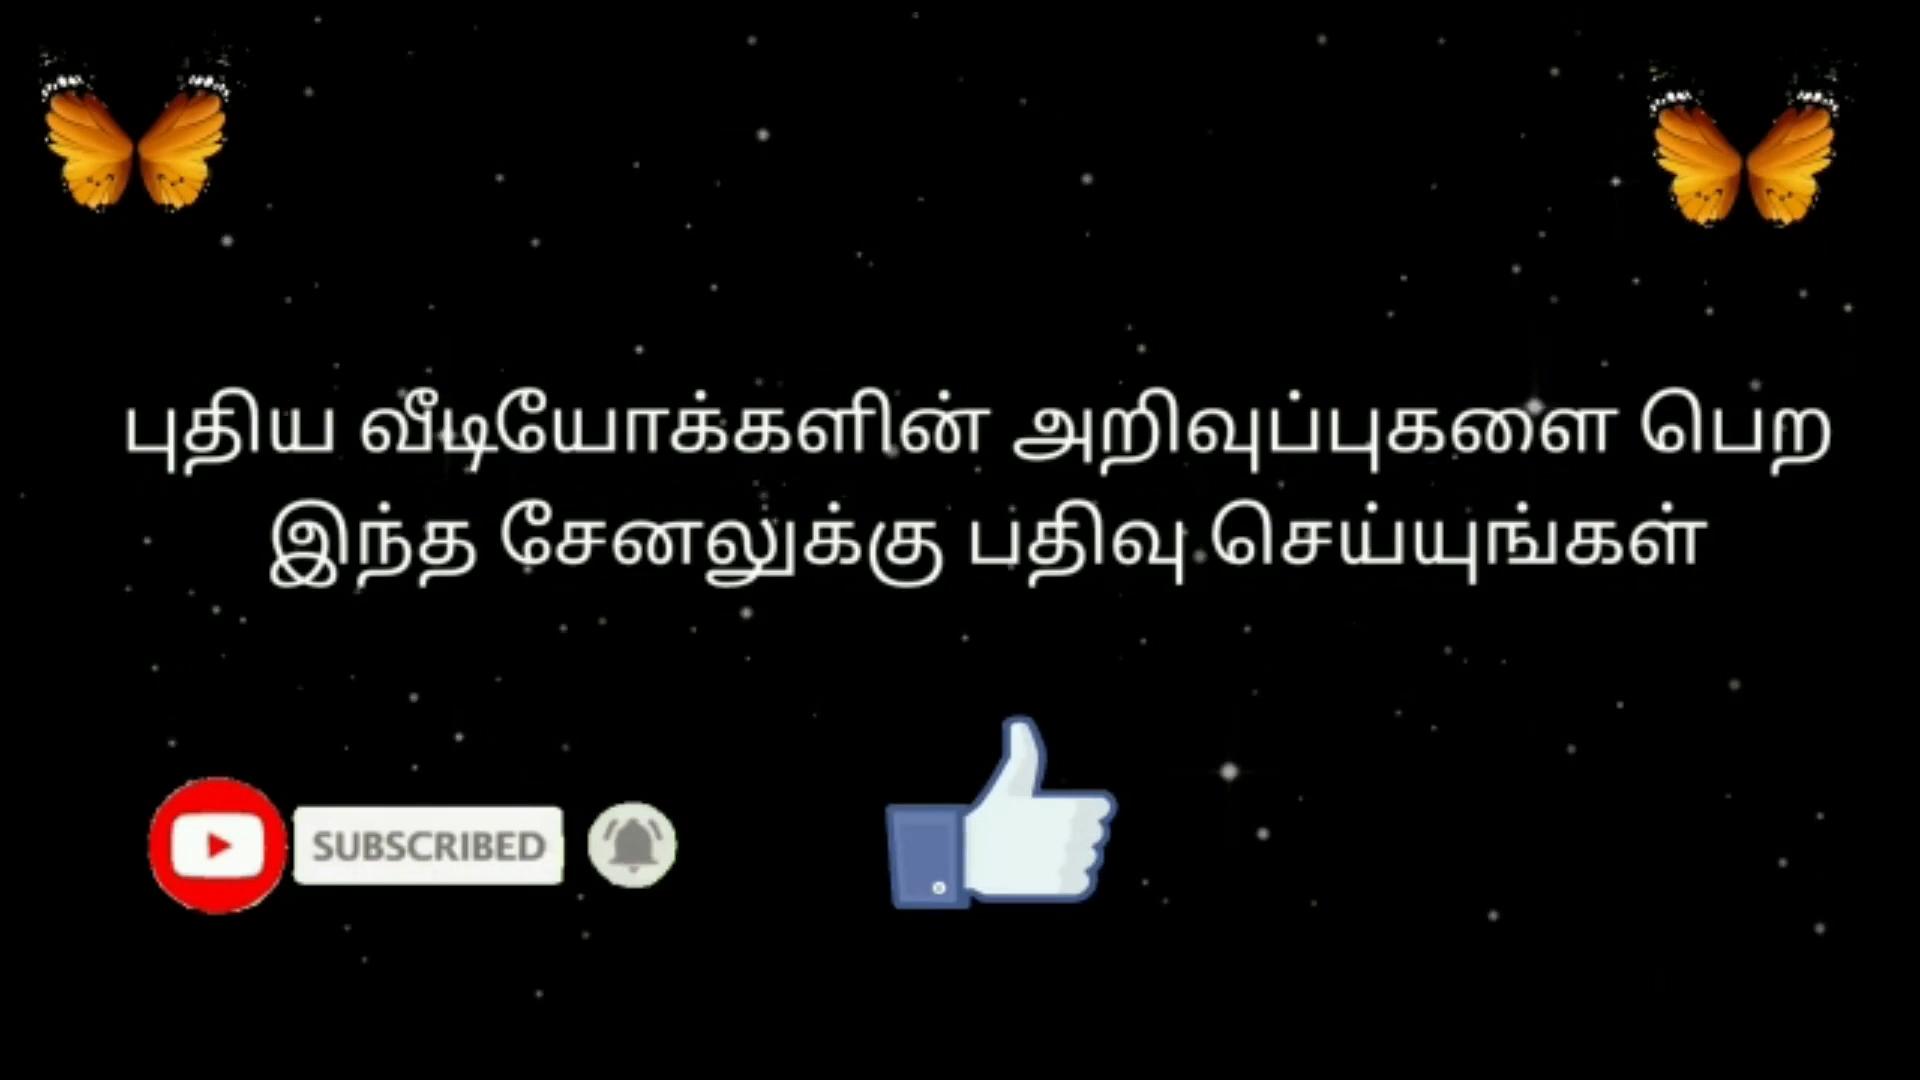 புதிய வீடியோக்களின் அறிவுப்புகளை பெற
இந்த சேனலுக்கு பதிவு செய்யுங்கள்
SUBSCRIBED